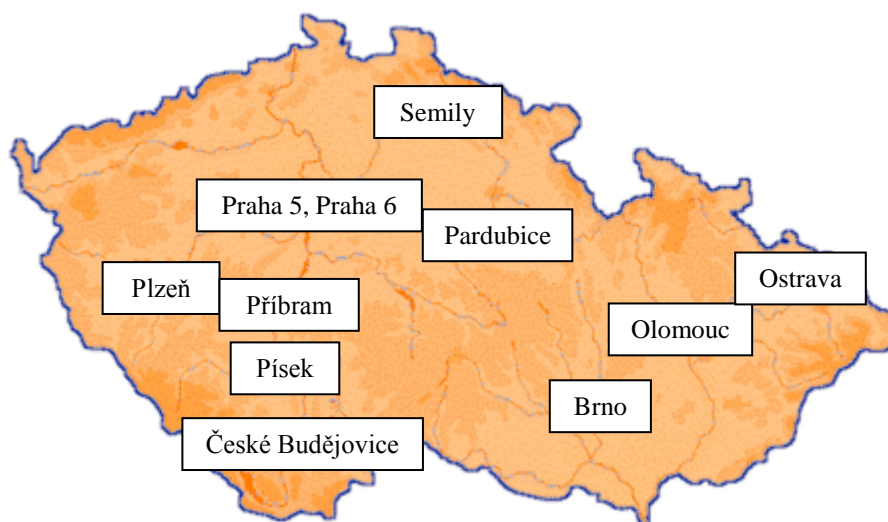 Semily
Praha 5, Praha 6
Pardubice
Ostrava
Plzeň
Příbram
Olomouc
Písek
Brno
České Budějovice